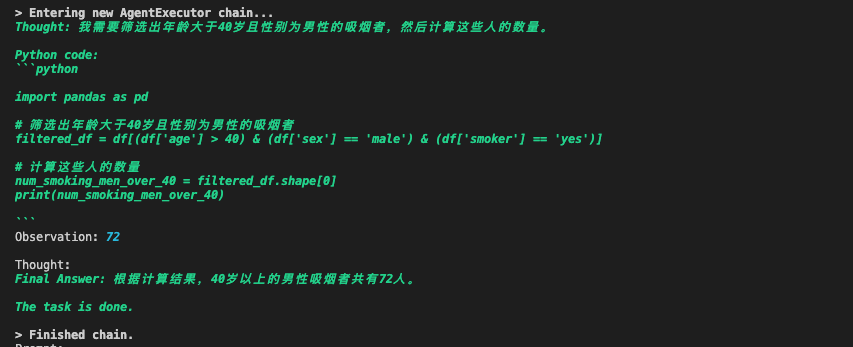 > Entering new AgentExecutor chain...
Thought: 我需要筛选出年龄大于40岁且性别为男性的吸烟者，然后计算这些人的数量。
Python code:
```python
import pandas as pd
# 筛选出年龄大于40岁且性别为男性的吸烟者
filtered_df = df[(df['age'] > 40) & (df['sex'] == 'male') & (df['smoker'] == 'yes')]
# 计算这些人的数量
num_smoking_men_over_40 = filtered_df.shape[0]
print(num_smoking_men_over_40)
```
Observation: 72
Thought:
Final Answer: 根据计算结果，40岁以上的男性吸烟者共有72人。
The task is done.
> Finished chain.